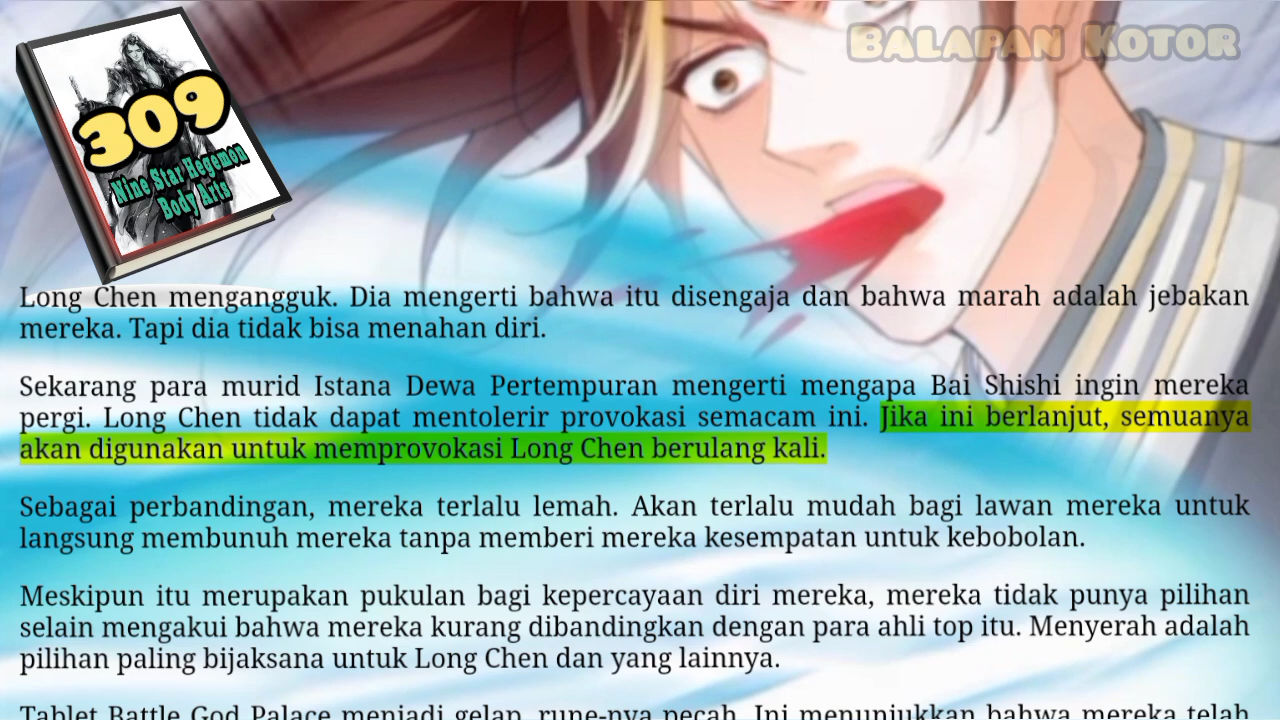 Balapan Kotor
309
Nine Star Hegemon
Body Arts
Long Chen mengangguk. Dia mengerti bahwa itu disengaja dan bahwa marah adalah jebakan
mereka. Tapi dia tidak bisa menahan diri.
Sekarang para murid Istana Dewa Pertempuran mengerti mengapa Bai Shishi ingin mereka
pergi. Long Chen tidak dapat mentolerir provokasi semacam ini. Jika ini berlanjut, semuanya
akan digunakan untuk memprovokasi Long Chen berulang kali.
Sebagai perbandingan, mereka terlalu lemah. Akan terlalu mudah bagi lawan mereka untuk
langsung membunuh mereka tanpa memberi mereka kesempatan untuk kebobolan.
Meskipun itu merupakan pukulan bagi kepercayaan diri mereka, mereka tidak punya pilihan
selain mengakui bahwa mereka kurang dibandingkan dengan para ahli top itu. Menyerah adalah
pilihan paling bijaksana untuk Long Chen dan yang lainnya.
Tablet Battle God Palace menjadi gelap, rune-nya pecah. Ini menunjukkan bahwa mereka telah